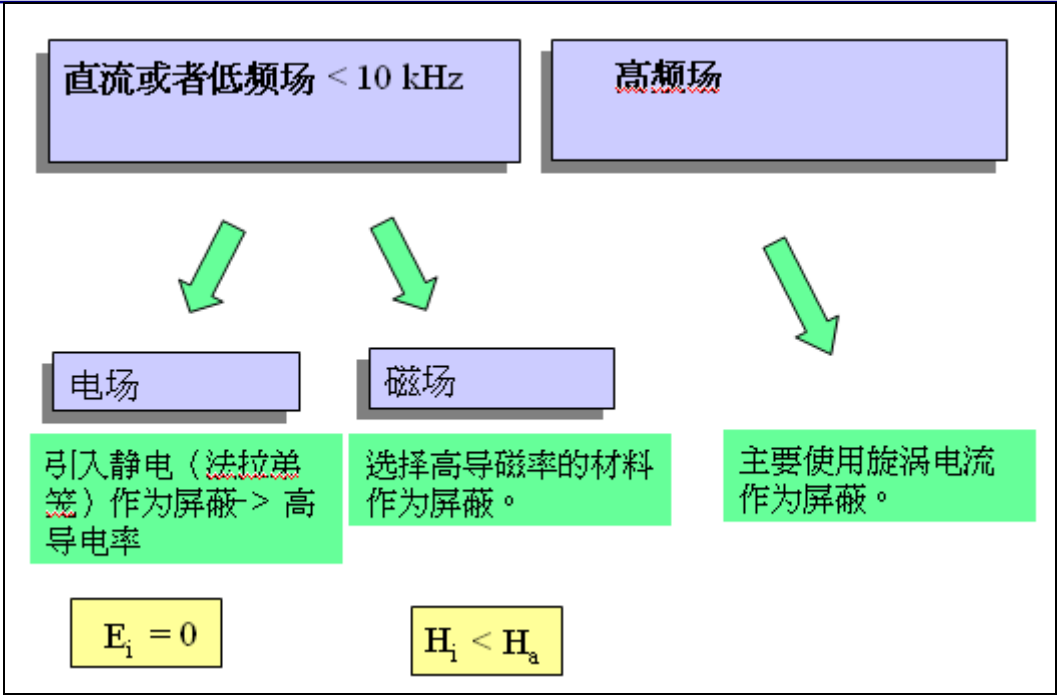 直流或者低频场 < 10 kHz
高频场
电场
磁场
引入静电（法拉弟
笼）作为屏蔽-> 高
导电率
选择高导磁率的材料
作为屏蔽。
主要使用旋涡电流
作为屏蔽。
Ei = 0
Hi < Ha